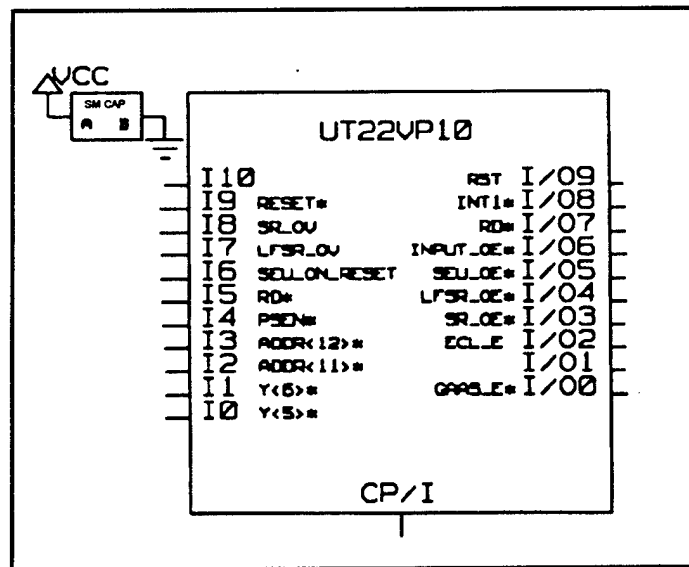 VCC
SM CAP
A B
UT22VP10
I10 RST I/O9
I9 RESET* INT1* I/O8
I8 SR_OV RD* I/O7
I7 LFSR_OV INPUT_OE* I/O6
I6 SEU_ON_RESET SEU_OE* I/O5
I5 RD* LFSR_OE* I/O4
I4 PSEN* SR_OE* I/O3
I3 ADDR<12>* ECL_E I/O2
I2 ADDR<11>* I/O1
I1 Y<6>* GAAS_E* I/O0
I0 Y<5>*
CP/I